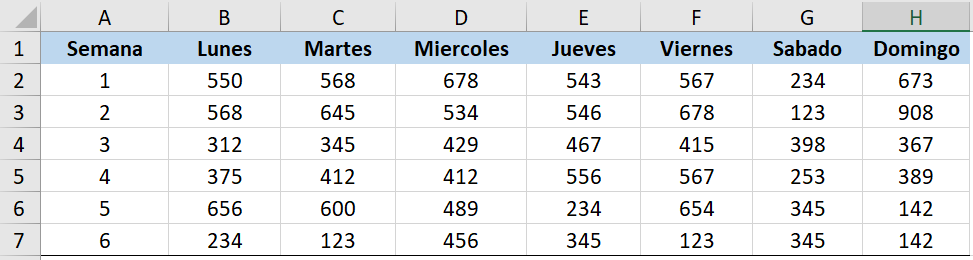 A B C D E F G H
1 Semana Lunes Martes Miercoles Jueves Viernes Sabado Domingo
2 1 550 568 678 543 567 234 673
3 2 568 645 534 546 678 123 908
4 3 312 345 429 467 415 398 367
5 4 375 412 412 556 567 253 389
6 5 656 600 489 234 654 345 142
7 6 234 123 456 345 123 345 142